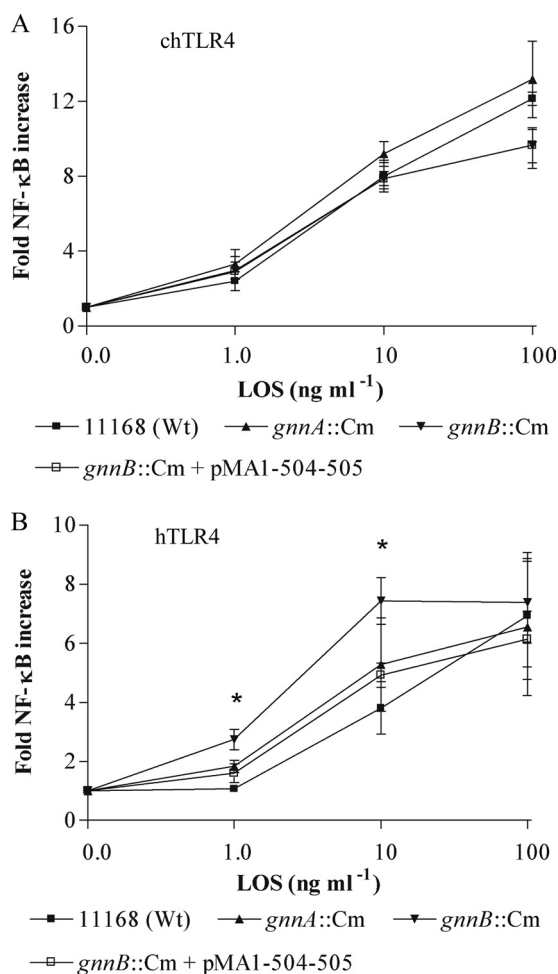 A
chTLR4
Fold NF-κB increase
16
12
8
4
0
0.0 1.0 10 100
LOS (ng ml⁻¹)
11168 (Wt) gnnA::Cm gnnB::Cm
gnnB::Cm + pMA1-504-505
B
hTLR4
Fold NF-κB increase
10
8
6
4
2
0
* *
0.0 1.0 10 100
LOS (ng ml⁻¹)
11168 (Wt) gnnA::Cm gnnB::Cm
gnnB::Cm + pMA1-504-505